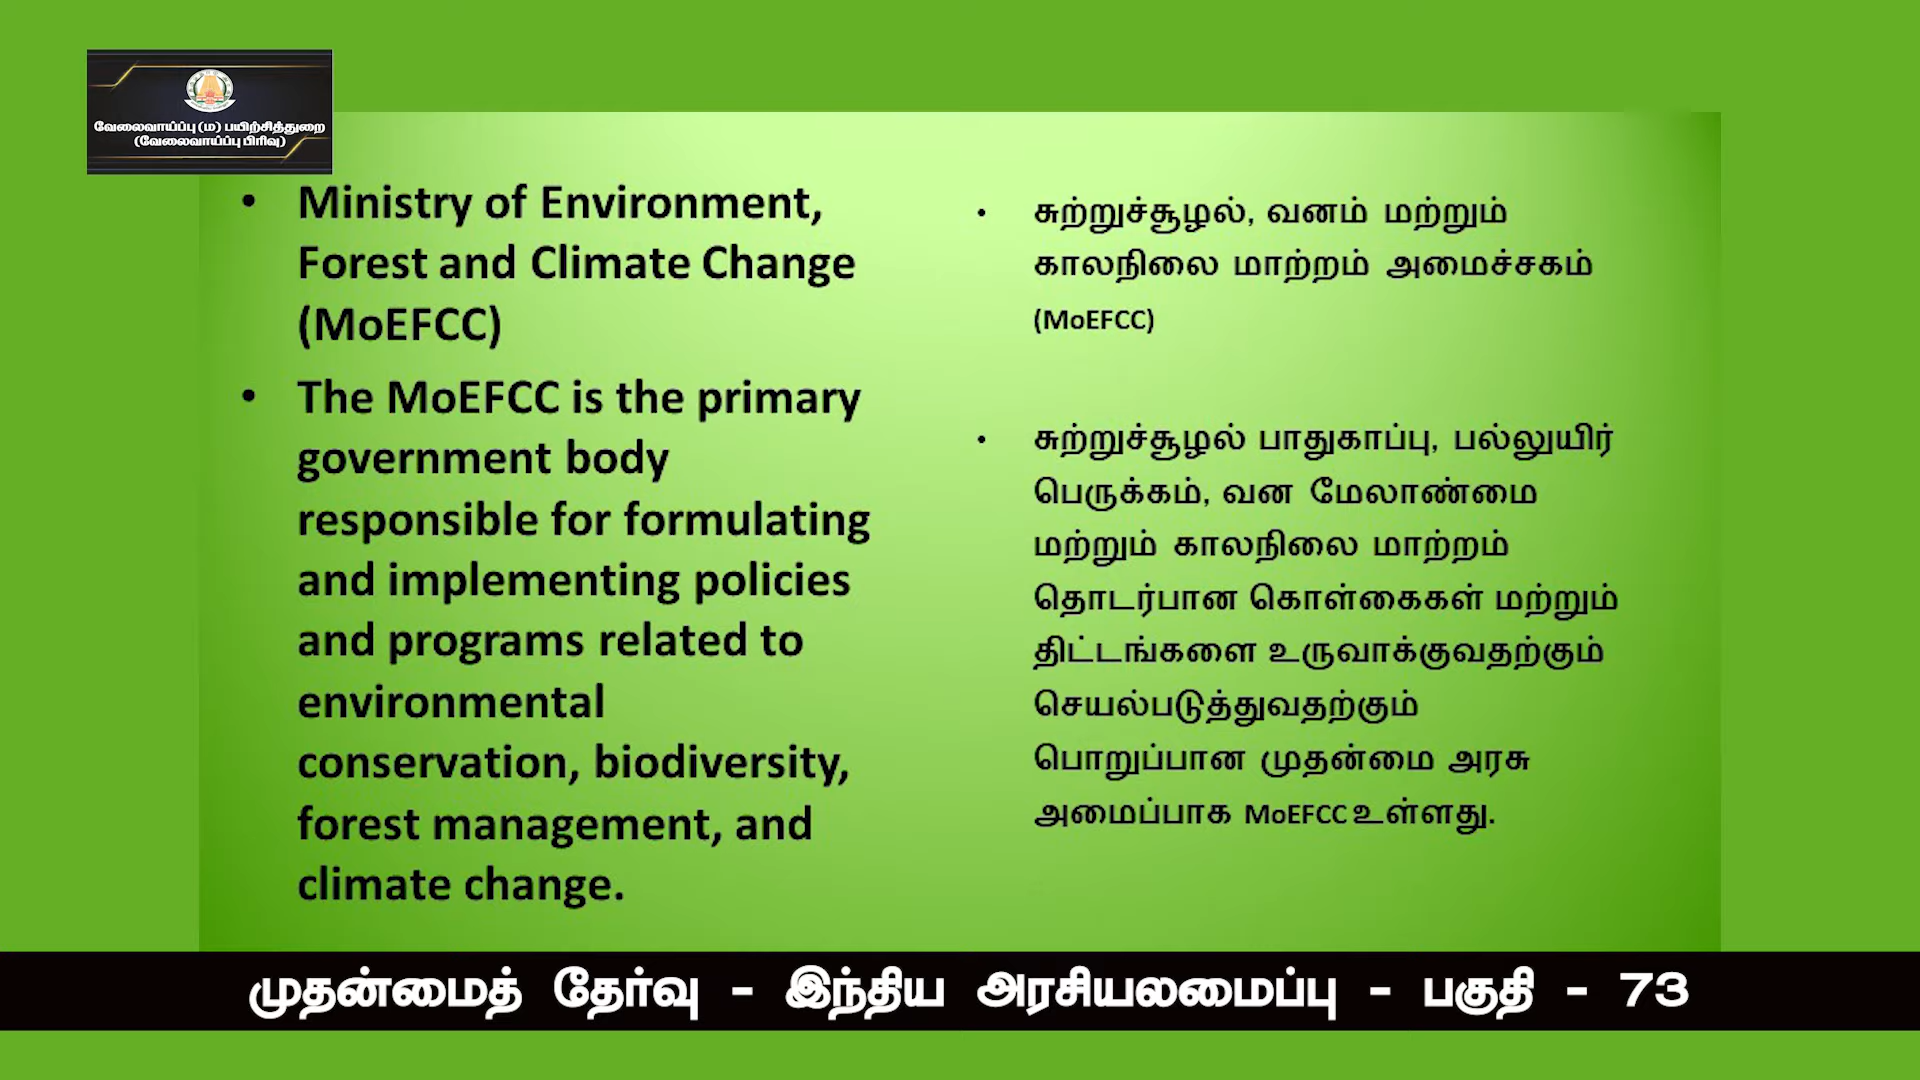 வேலைவாய்ப்பு (ம) பயிற்சித்துறை
(வேலைவாய்ப்பு பிரிவு)
• Ministry of Environment,
Forest and Climate Change
(MoEFCC)
• The MoEFCC is the primary
government body
responsible for formulating
and implementing policies
and programs related to
environmental
conservation, biodiversity,
forest management, and
climate change.
• சுற்றுச்சூழல், வனம் மற்றும்
காலநிலை மாற்றம் அமைச்சகம்
(MoEFCC)
• சுற்றுச்சூழல் பாதுகாப்பு, பல்லுயிர்
பெருக்கம், வன மேலாண்மை
மற்றும் காலநிலை மாற்றம்
தொடர்பான கொள்கைகள் மற்றும்
திட்டங்களை உருவாக்குவதற்கும்
செயல்படுத்துவதற்கும்
பொறுப்பான முதன்மை அரசு
அமைப்பாக MoEFCC உள்ளது.
முதன்மைத் தேர்வு - இந்திய அரசியலமைப்பு - பகுதி - 73